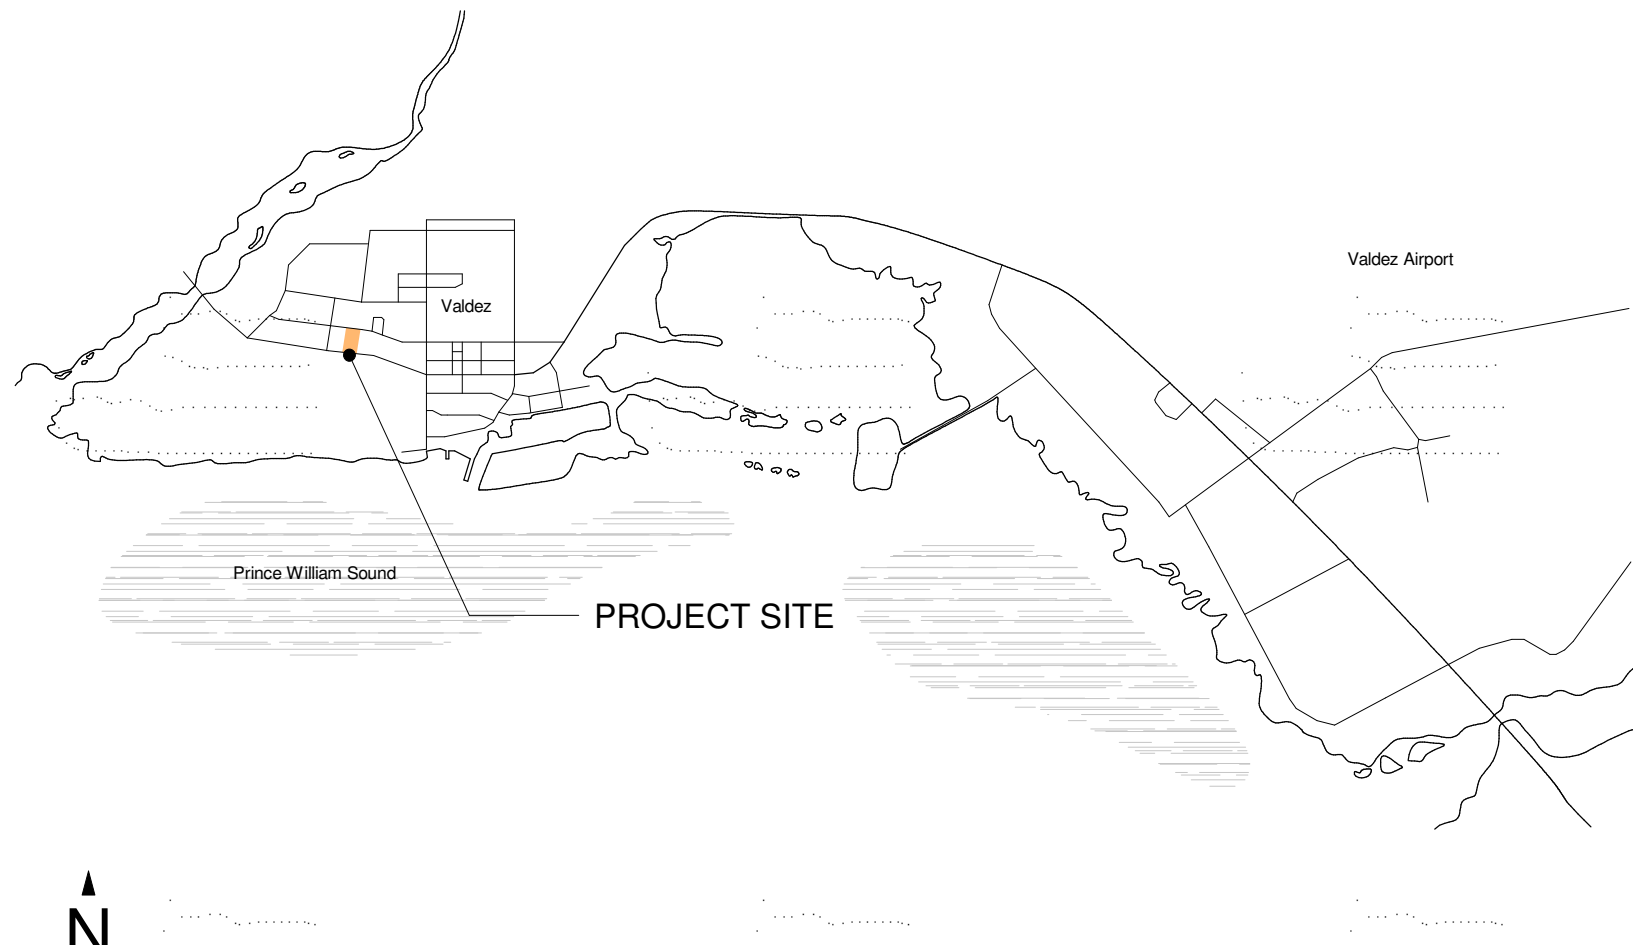 Valdez Airport
Valdez
Prince William Sound
PROJECT SITE
N